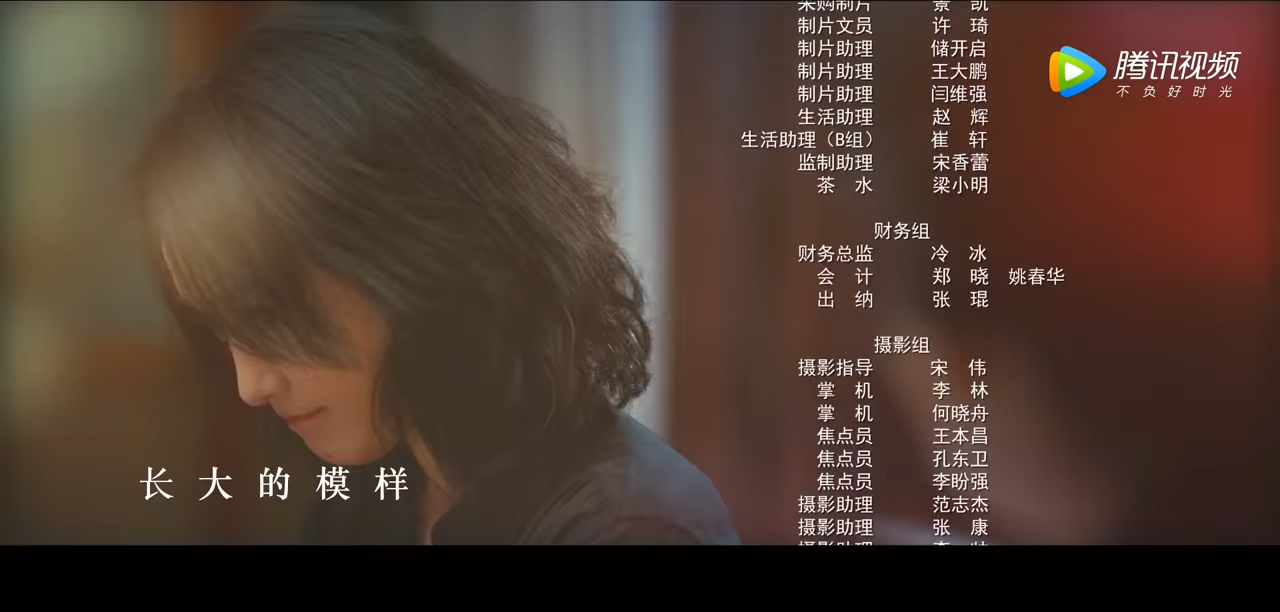 采购制片 景 凯
制片文员 许 琦
制片助理 储开启
制片助理 王大鹏
制片助理 闫维强
生活助理 赵 辉
生活助理（B组） 崔 轩
监制助理 宋香蕾
茶 水 梁小明
财务组
财务总监 冷 冰
会 计 郑 晓 姚春华
出 纳 张 琨
摄影组
摄影指导 宋 伟
掌 机 李 林
掌 机 何晓舟
焦点员 王本昌
焦点员 孔东卫
焦点员 李盼强
摄影助理 范志杰
摄影助理 张 康
腾讯视频
不负好时光
长大的模样